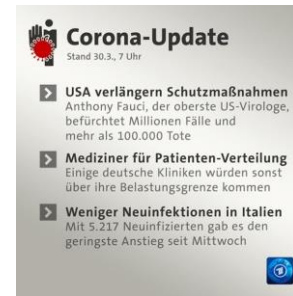 Corona-Update
Stand 30.3., 7 Uhr
USA verlängern Schutzmaßnahmen
Anthony Fauci, der oberste US-Virologe,
befürchtet Millionen Fälle und
mehr als 100.000 Tote
Mediziner für Patienten-Verteilung
Einige deutsche Kliniken würden sonst
über ihre Belastungsgrenze kommen
Weniger Neuinfektionen in Italien
Mit 5.217 Neuinfizierten gab es den
geringste Anstieg seit Mittwoch